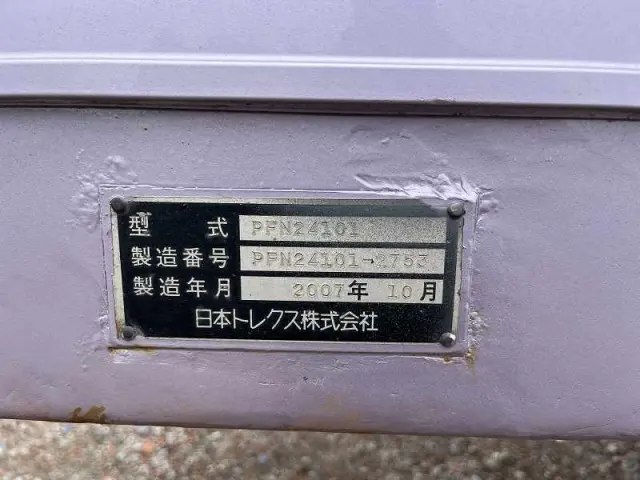 型式 PFN24101
製造番号 PFN24101-2753
製造年月 2007年 10月
日本トレクス株式会社